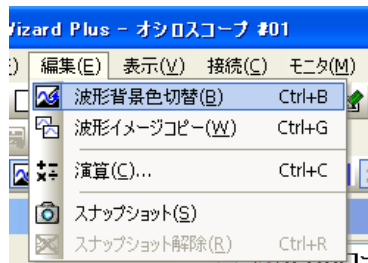 Wizard Plus - オシロスコープ #01
編集(E) 表示(V) 接続(C) モニタ(M)
波形背景色切替(B) Ctrl+B
波形イメージコピー(W) Ctrl+G
演算(C)... Ctrl+C
スナップショット(S)
スナップショット解除(R) Ctrl+R